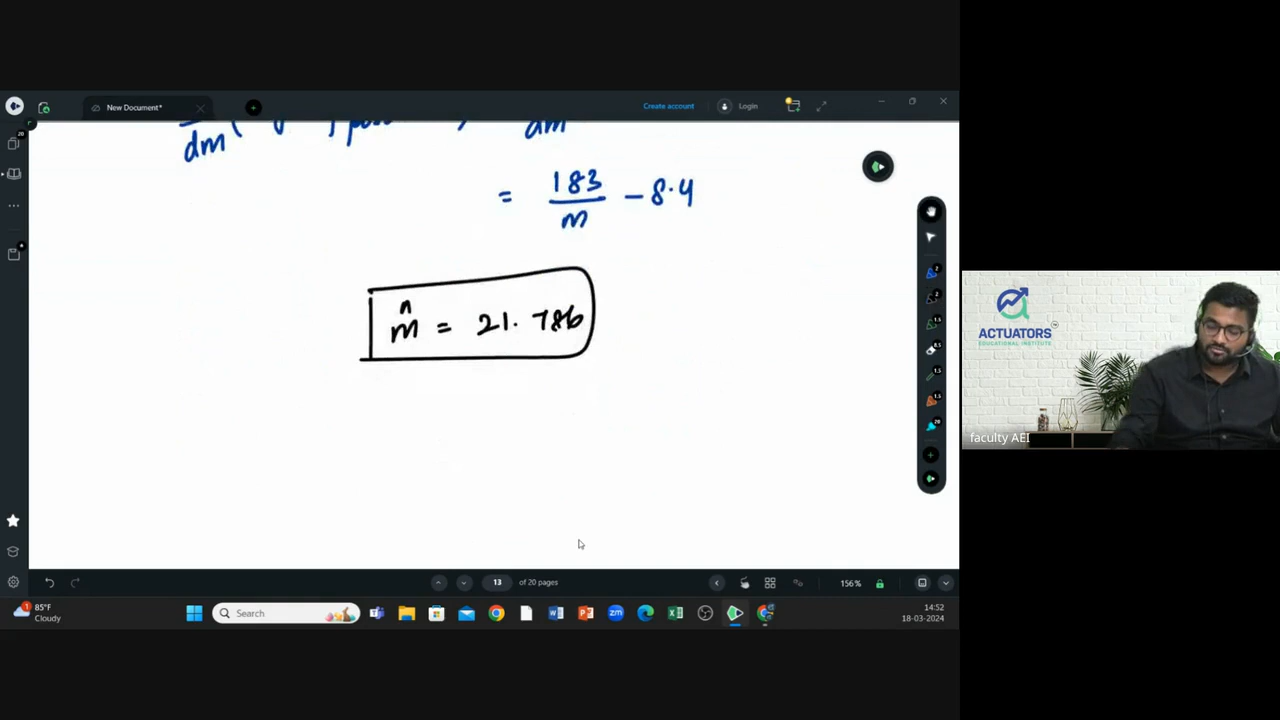 New Document*
Create account
Login
dm
dm
= 183/m - 8.4
m̂ = 21.786
ACTUATORS
EDUCATIONAL INSTITUTE
faculty AEI
13 of 20 pages
156%
85°F
Cloudy
Search
14:52
18-03-2024